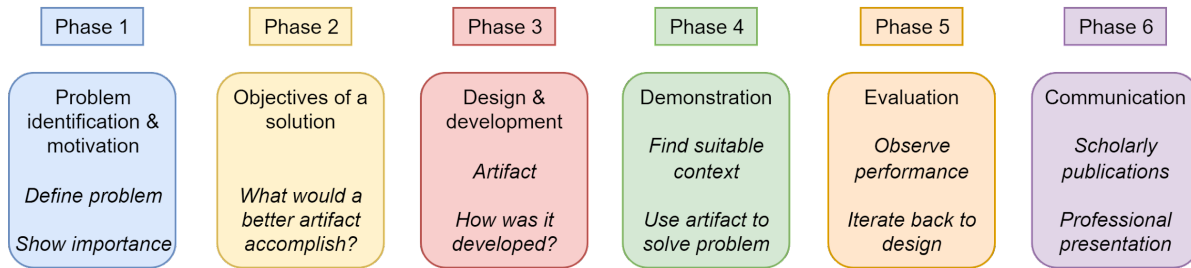 Phase 1
Phase 2
Phase 3
Phase 4
Phase 5
Phase 6
Problem
identification &
motivation
Define problem
Show importance
Objectives of a
solution
What would a
better artifact
accomplish?
Design &
development
Artifact
How was it
developed?
Demonstration
Find suitable
context
Use artifact to
solve problem
Evaluation
Observe
performance
Iterate back to
design
Communication
Scholarly
publications
Professional
presentation